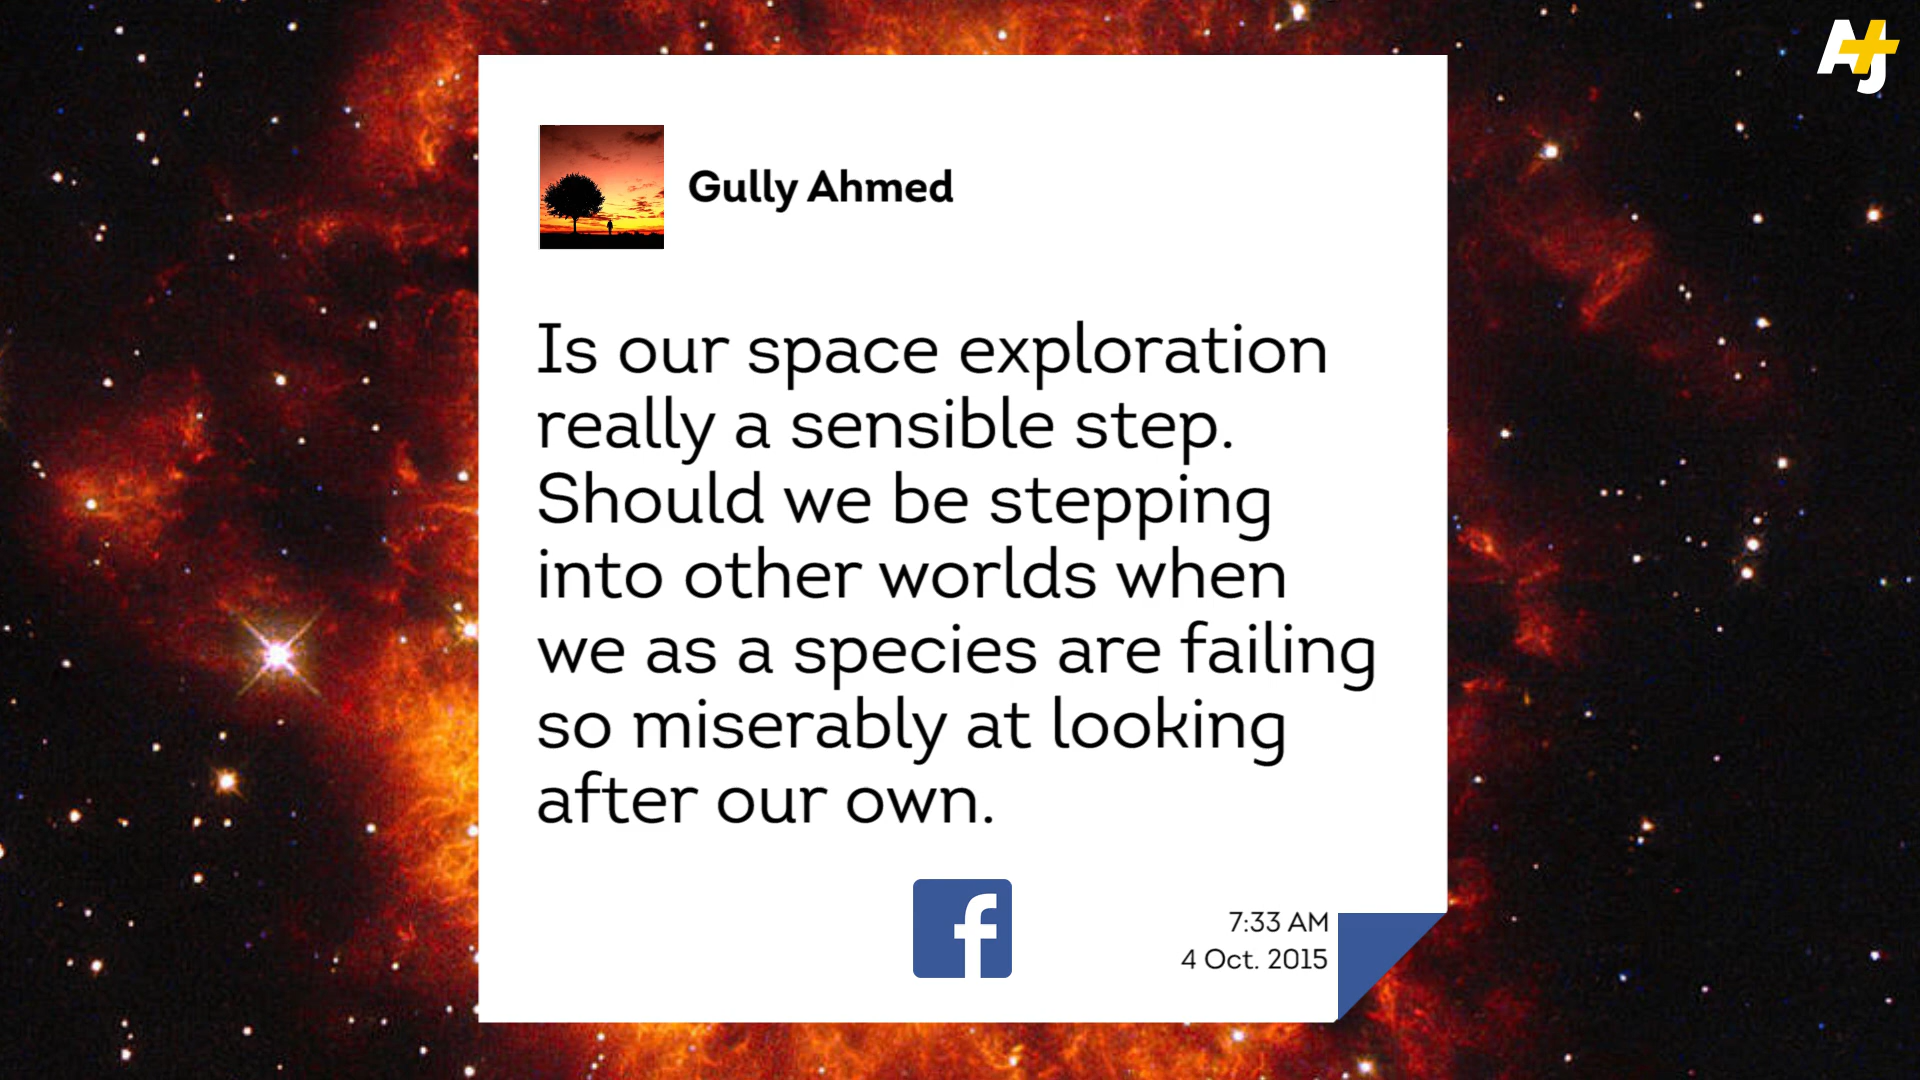 AJ+
Gully Ahmed
Is our space exploration
really a sensible step.
Should we be stepping
into other worlds when
we as a species are failing
so miserably at looking
after our own.
f
7:33 AM
4 Oct. 2015